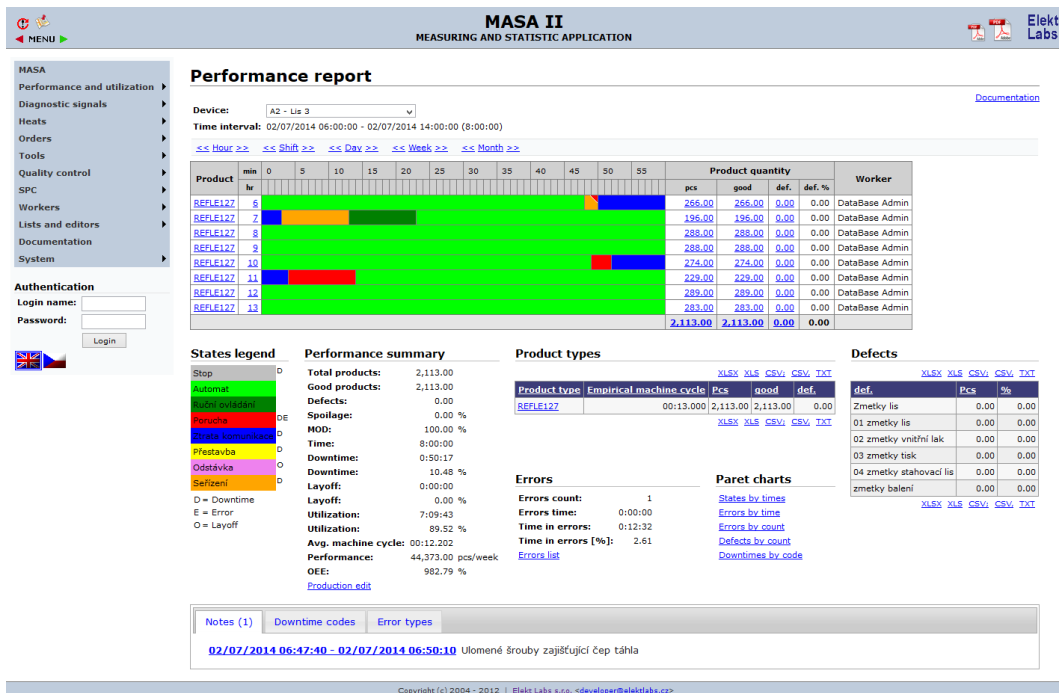 MASA II
MEASURING AND STATISTIC APPLICATION
MENU
Elekt
Labs
MASA
Performance and utilization
Diagnostic signals
Heats
Orders
Tools
Quality control
SPC
Workers
Lists and editors
Documentation
System
Authentication
Login name:
Password:
Login
Performance report
Documentation
Device: A2 - Lis 3
Time interval: 02/07/2014 06:00:00 - 02/07/2014 14:00:00 (8:00:00)
<< Hour >> << Shift >> << Day >> << Week >> << Month >>
Product min 0 5 10 15 20 25 30 35 40 45 50 55 Product quantity Worker
hr pcs good def. def. %
REFLE127 6 266.00 266.00 0.00 0.00 DataBase Admin
REFLE127 7 196.00 196.00 0.00 0.00 DataBase Admin
REFLE127 8 288.00 288.00 0.00 0.00 DataBase Admin
REFLE127 9 288.00 288.00 0.00 0.00 DataBase Admin
REFLE127 10 274.00 274.00 0.00 0.00 DataBase Admin
REFLE127 11 229.00 229.00 0.00 0.00 DataBase Admin
REFLE127 12 289.00 289.00 0.00 0.00 DataBase Admin
REFLE127 13 283.00 283.00 0.00 0.00 DataBase Admin
2,113.00 2,113.00 0.00 0.00
States legend
Stop D
Automat
Ruční ovládání
Porucha DE
Ztráta komunikace D
Přestavba D
Odstávka O
Seřízení D
D = Downtime
E = Error
O = Layoff
Performance summary
Total products: 2,113.00
Good products: 2,113.00
Defects: 0.00
Spoilage: 0.00 %
MOD: 100.00 %
Time: 8:00:00
Downtime: 0:50:17
Downtime: 10.48 %
Layoff: 0:00:00
Layoff: 0.00 %
Utilization: 7:09:43
Utilization: 89.52 %
Avg. machine cycle: 00:12.202
Performance: 44,373.00 pcs/week
OEE: 982.79 %
Production edit
Product types
XLSX XLS CSV; CSV, TXT
Product type Empirical machine cycle Pcs good def.
REFLE127 00:13.000 2,113.00 2,113.00 0.00
XLSX XLS CSV; CSV, TXT
Errors
Errors count: 1
Errors time: 0:00:00
Time in errors: 0:12:32
Time in errors [%]: 2.61
Errors list
Paret charts
States by times
Errors by time
Errors by count
Defects by count
Downtimes by code
Defects
XLSX XLS CSV; CSV, TXT
def. Pcs %
Zmetky lis 0.00 0.00
01 zmetky lis 0.00 0.00
02 zmetky vnitřní lak 0.00 0.00
03 zmetky tisk 0.00 0.00
04 zmetky stahovací lis 0.00 0.00
zmetky balení 0.00 0.00
XLSX XLS CSV; CSV, TXT
Notes (1) Downtime codes Error types
02/07/2014 06:47:40 - 02/07/2014 06:50:10 Ulomené šrouby zajišťující čep táhla
Copyright (c) 2004 - 2012 | Elekt Labs s.r.o. <developer@elektlabs.cz>